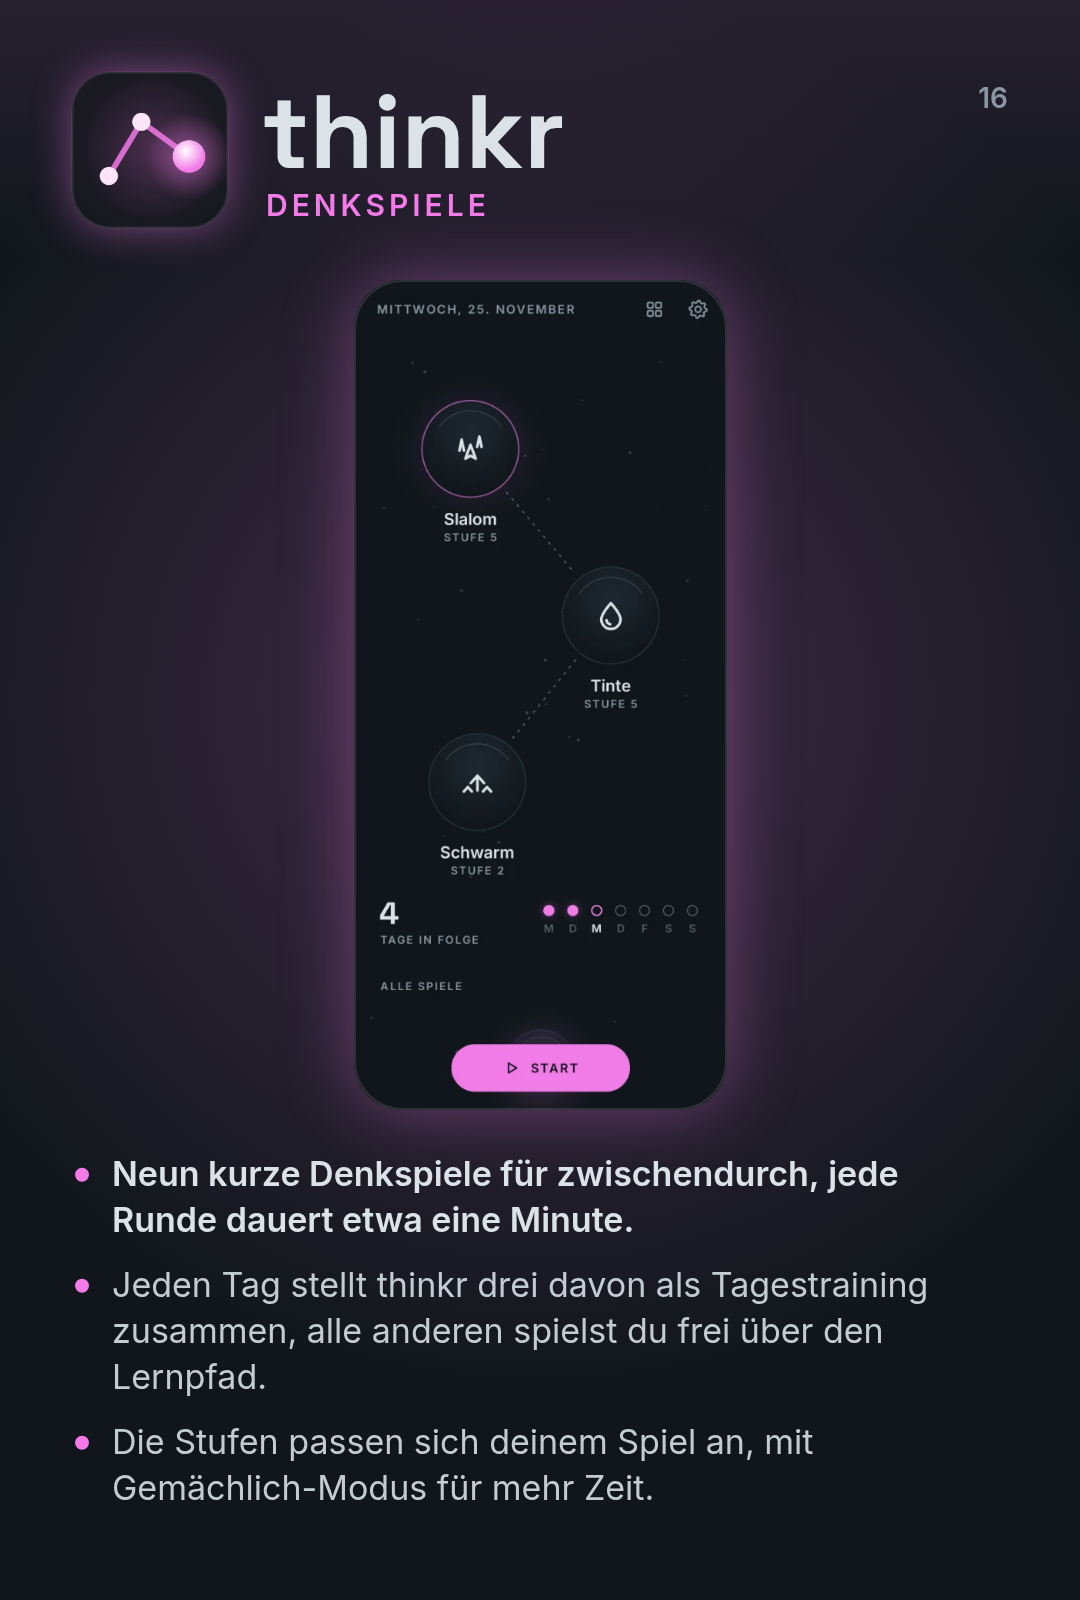 thinkr
DENKSPIELE
16
MITTWOCH, 25. NOVEMBER
Slalom
STUFE 5
Tinte
STUFE 5
Schwarm
STUFE 2
4
TAGE IN FOLGE
M D M D F S S
ALLE SPIELE
START
Neun kurze Denkspiele für zwischendurch, jede
Runde dauert etwa eine Minute.
Jeden Tag stellt thinkr drei davon als Tagestraining
zusammen, alle anderen spielst du frei über den
Lernpfad.
Die Stufen passen sich deinem Spiel an, mit
Gemächlich-Modus für mehr Zeit.